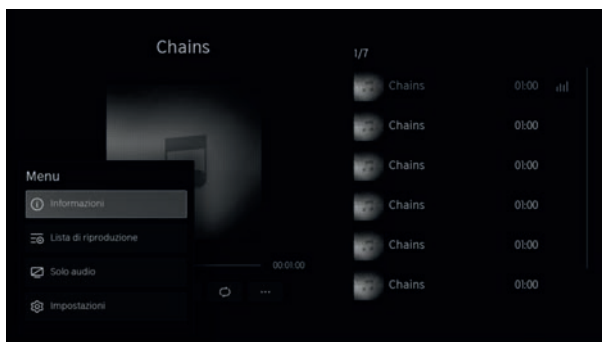 Chains
Menu
Informazioni
Lista di riproduzione
Solo audio
Impostazioni
00:01:00
1/7
Chains 01:00
Chains 01:00
Chains 01:00
Chains 01:00
Chains 01:00
Chains 01:00